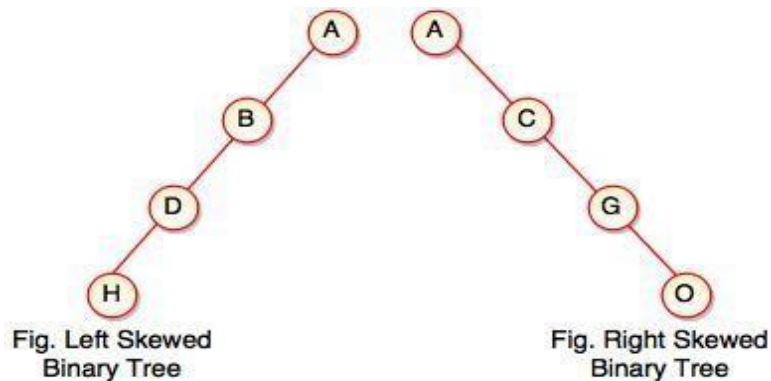 A
B
D
H
Fig. Left Skewed
Binary Tree
A
C
G
O
Fig. Right Skewed
Binary Tree